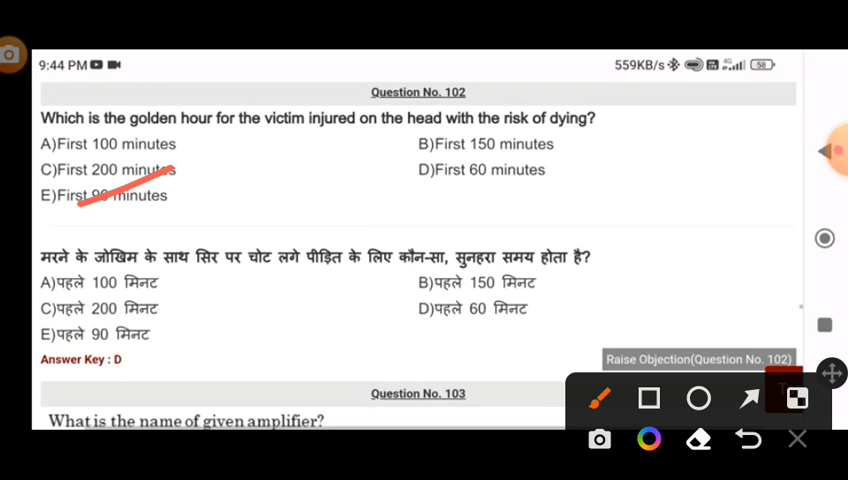 9:44 PM 559KB/s 4G 58
Question No. 102
Which is the golden hour for the victim injured on the head with the risk of dying?
A)First 100 minutes B)First 150 minutes
C)First 200 minutes D)First 60 minutes
E)First 90 minutes
मरने के जोखिम के साथ सिर पर चोट लगे पीड़ित के लिए कौन-सा, सुनहरा समय होता है?
A)पहले 100 मिनट B)पहले 150 मिनट
C)पहले 200 मिनट D)पहले 60 मिनट
E)पहले 90 मिनट
Answer Key : D Raise Objection(Question No. 102)
Question No. 103
What is the name of given amplifier?